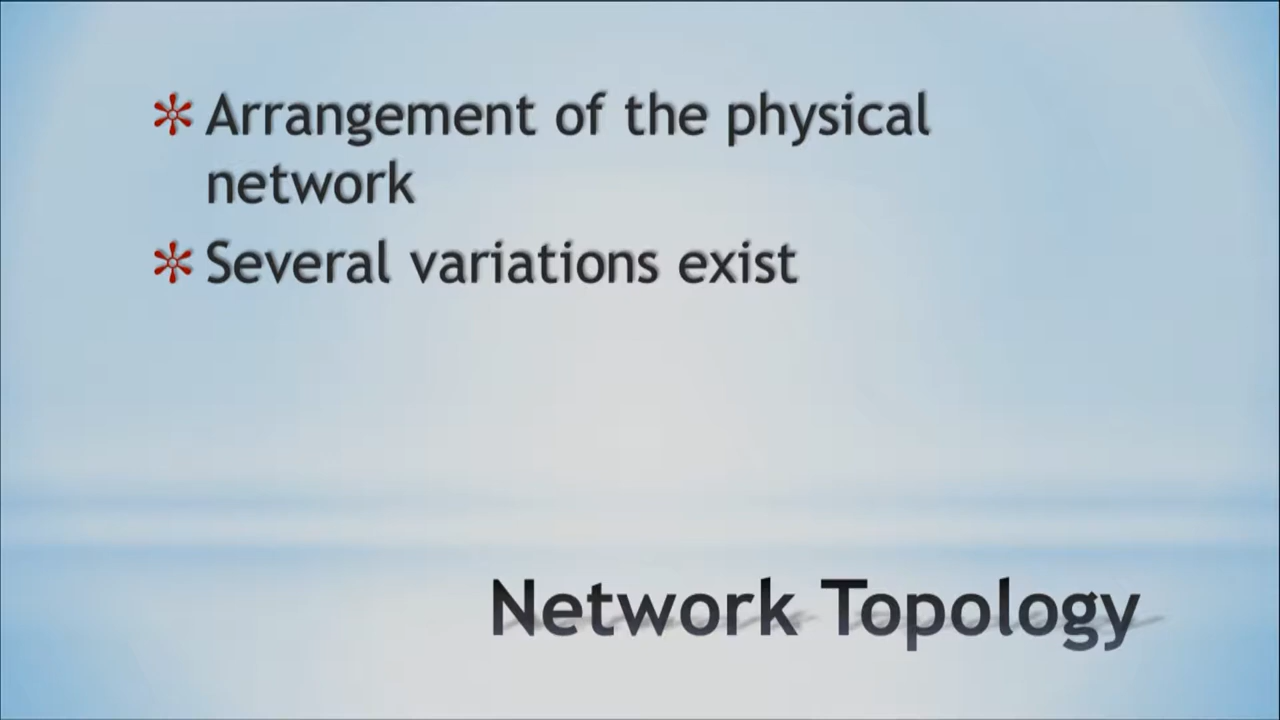 * Arrangement of the physical
network
* Several variations exist
Network Topology